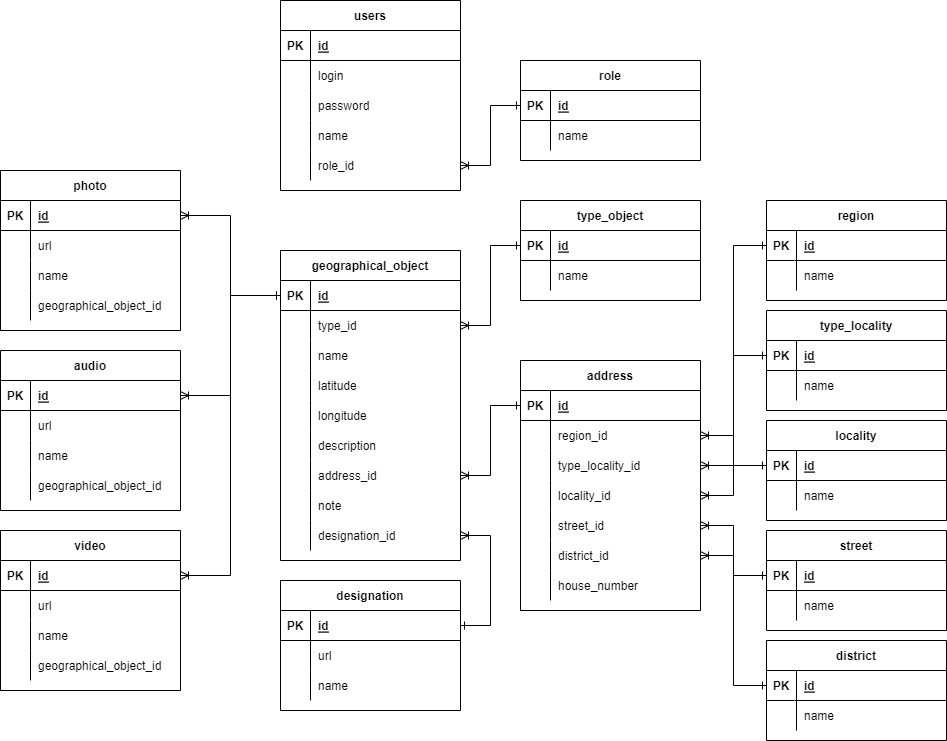 users
PK id
login
password
name
role_id
role
PK id
name
photo
PK id
url
name
geographical_object_id
audio
PK id
url
name
geographical_object_id
video
PK id
url
name
geographical_object_id
geographical_object
PK id
type_id
name
latitude
longitude
description
address_id
note
designation_id
designation
PK id
url
name
type_object
PK id
name
address
PK id
region_id
type_locality_id
locality_id
street_id
district_id
house_number
region
PK id
name
type_locality
PK id
name
locality
PK id
name
street
PK id
name
district
PK id
name